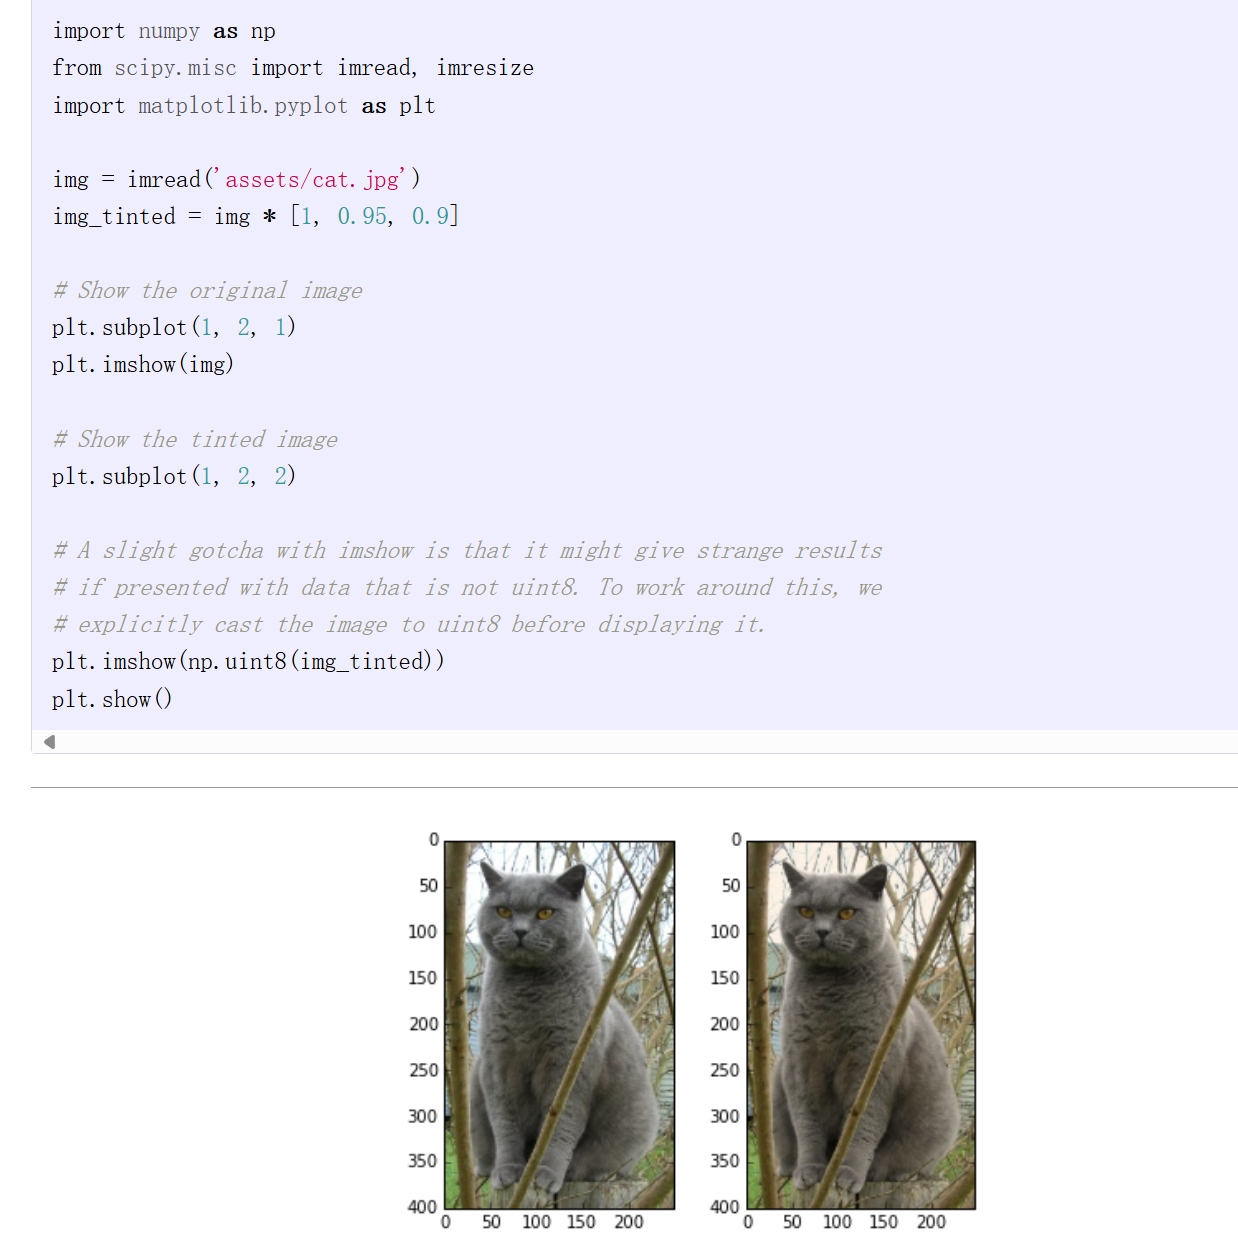 import numpy as np
from scipy.misc import imread, imresize
import matplotlib.pyplot as plt
img = imread('assets/cat.jpg')
img_tinted = img * [1, 0.95, 0.9]
# Show the original image
plt.subplot(1, 2, 1)
plt.imshow(img)
# Show the tinted image
plt.subplot(1, 2, 2)
# A slight gotcha with imshow is that it might give strange results
# if presented with data that is not uint8. To work around this, we
# explicitly cast the image to uint8 before displaying it.
plt.imshow(np.uint8(img_tinted))
plt.show()
0
50
100
150
200
250
300
350
400
0 50 100 150 200
0
50
100
150
200
250
300
350
400
0 50 100 150 200